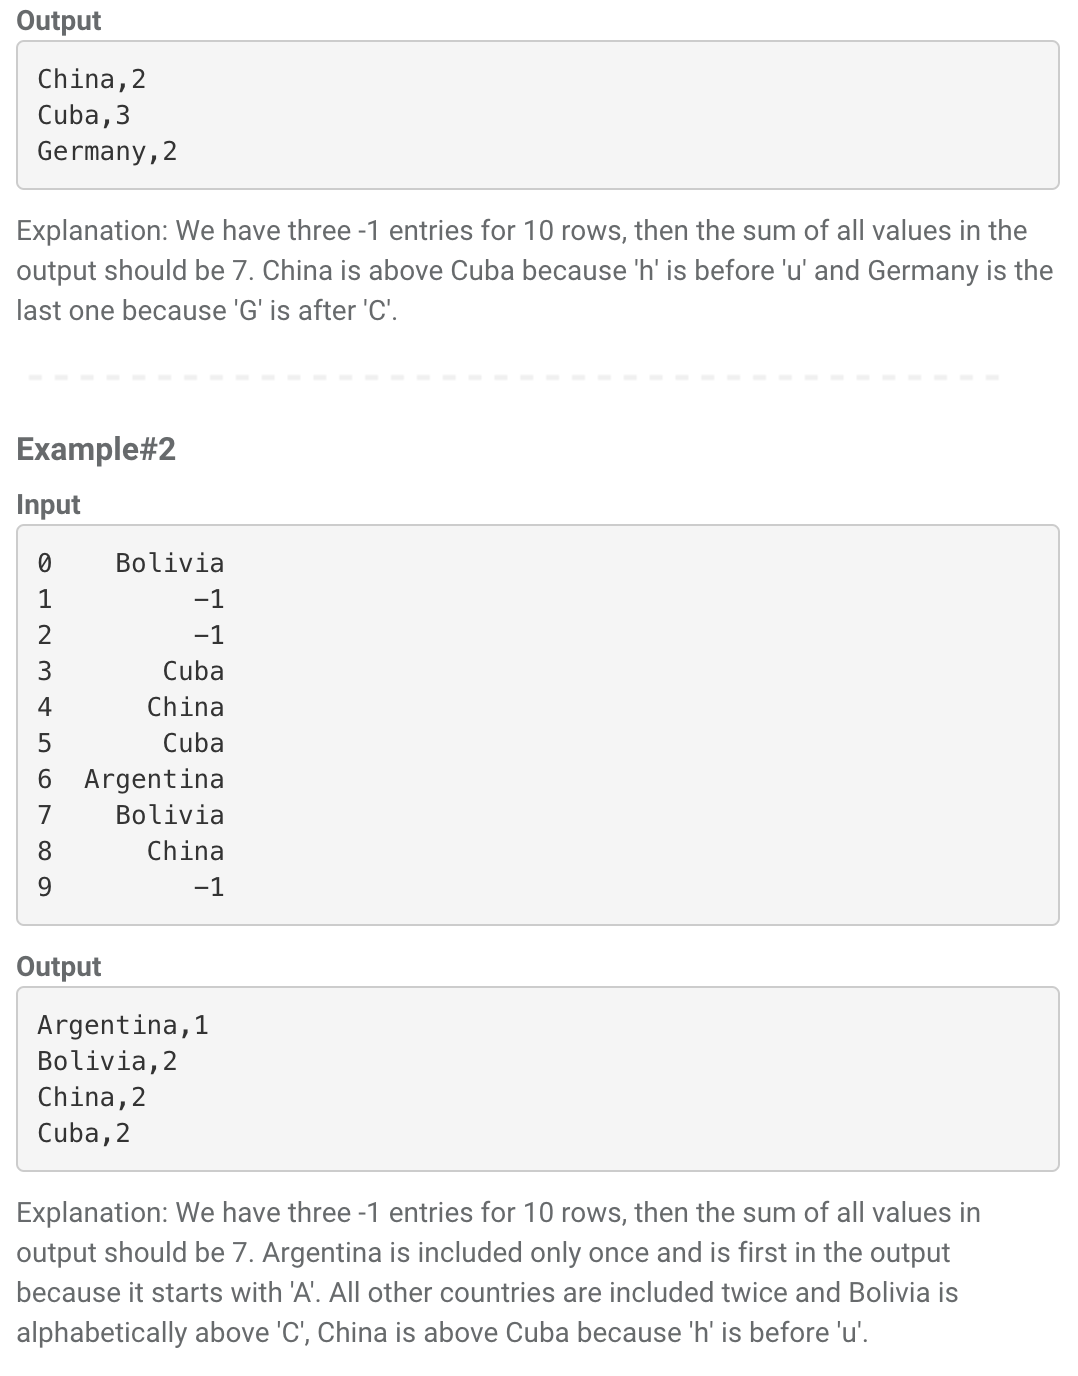 Output
China,2
Cuba,3
Germany,2
Explanation: We have three -1 entries for 10 rows, then the sum of all values in the
output should be 7. China is above Cuba because 'h' is before 'u' and Germany is the
last one because 'G' is after 'C'.
Example#2
Input
0    Bolivia
1         −1
2         −1
3       Cuba
4      China
5       Cuba
6  Argentina
7    Bolivia
8      China
9         −1
Output
Argentina,1
Bolivia,2
China,2
Cuba,2
Explanation: We have three -1 entries for 10 rows, then the sum of all values in
output should be 7. Argentina is included only once and is first in the output
because it starts with 'A'. All other countries are included twice and Bolivia is
alphabetically above 'C', China is above Cuba because 'h' is before 'u'.